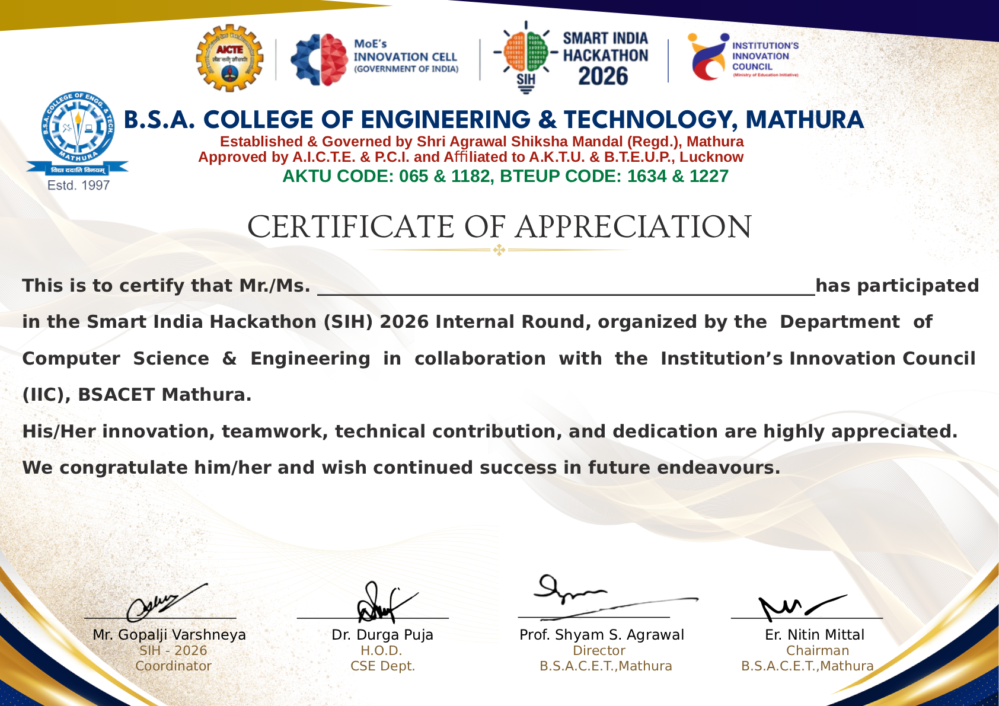 AICTE
MoE's
INNOVATION CELL
(GOVERNMENT OF INDIA)
SIH
SMART INDIA
HACKATHON
2026
INSTITUTION'S
INNOVATION
COUNCIL
(Ministry of Education Initiative)
B.S.A. COLLEGE OF ENGG. & TECH.
MATHURA
विद्या ददाति विनयम्
Estd. 1997
B.S.A. COLLEGE OF ENGINEERING & TECHNOLOGY, MATHURA
Established & Governed by Shri Agrawal Shiksha Mandal (Regd.), Mathura
Approved by A.I.C.T.E. & P.C.I. and Affiliated to A.K.T.U. & B.T.E.U.P., Lucknow
AKTU CODE: 065 & 1182, BTEUP CODE: 1634 & 1227
CERTIFICATE OF APPRECIATION
This is to certify that Mr./Ms. ______________________________has participated
in the Smart India Hackathon (SIH) 2026 Internal Round, organized by the Department of
Computer Science & Engineering in collaboration with the Institution’s Innovation Council
(IIC), BSACET Mathura.
His/Her innovation, teamwork, technical contribution, and dedication are highly appreciated.
We congratulate him/her and wish continued success in future endeavours.
Mr. Gopalji Varshneya
SIH - 2026
Coordinator
Dr. Durga Puja
H.O.D.
CSE Dept.
Prof. Shyam S. Agrawal
Director
B.S.A.C.E.T.,Mathura
Er. Nitin Mittal
Chairman
B.S.A.C.E.T.,Mathura